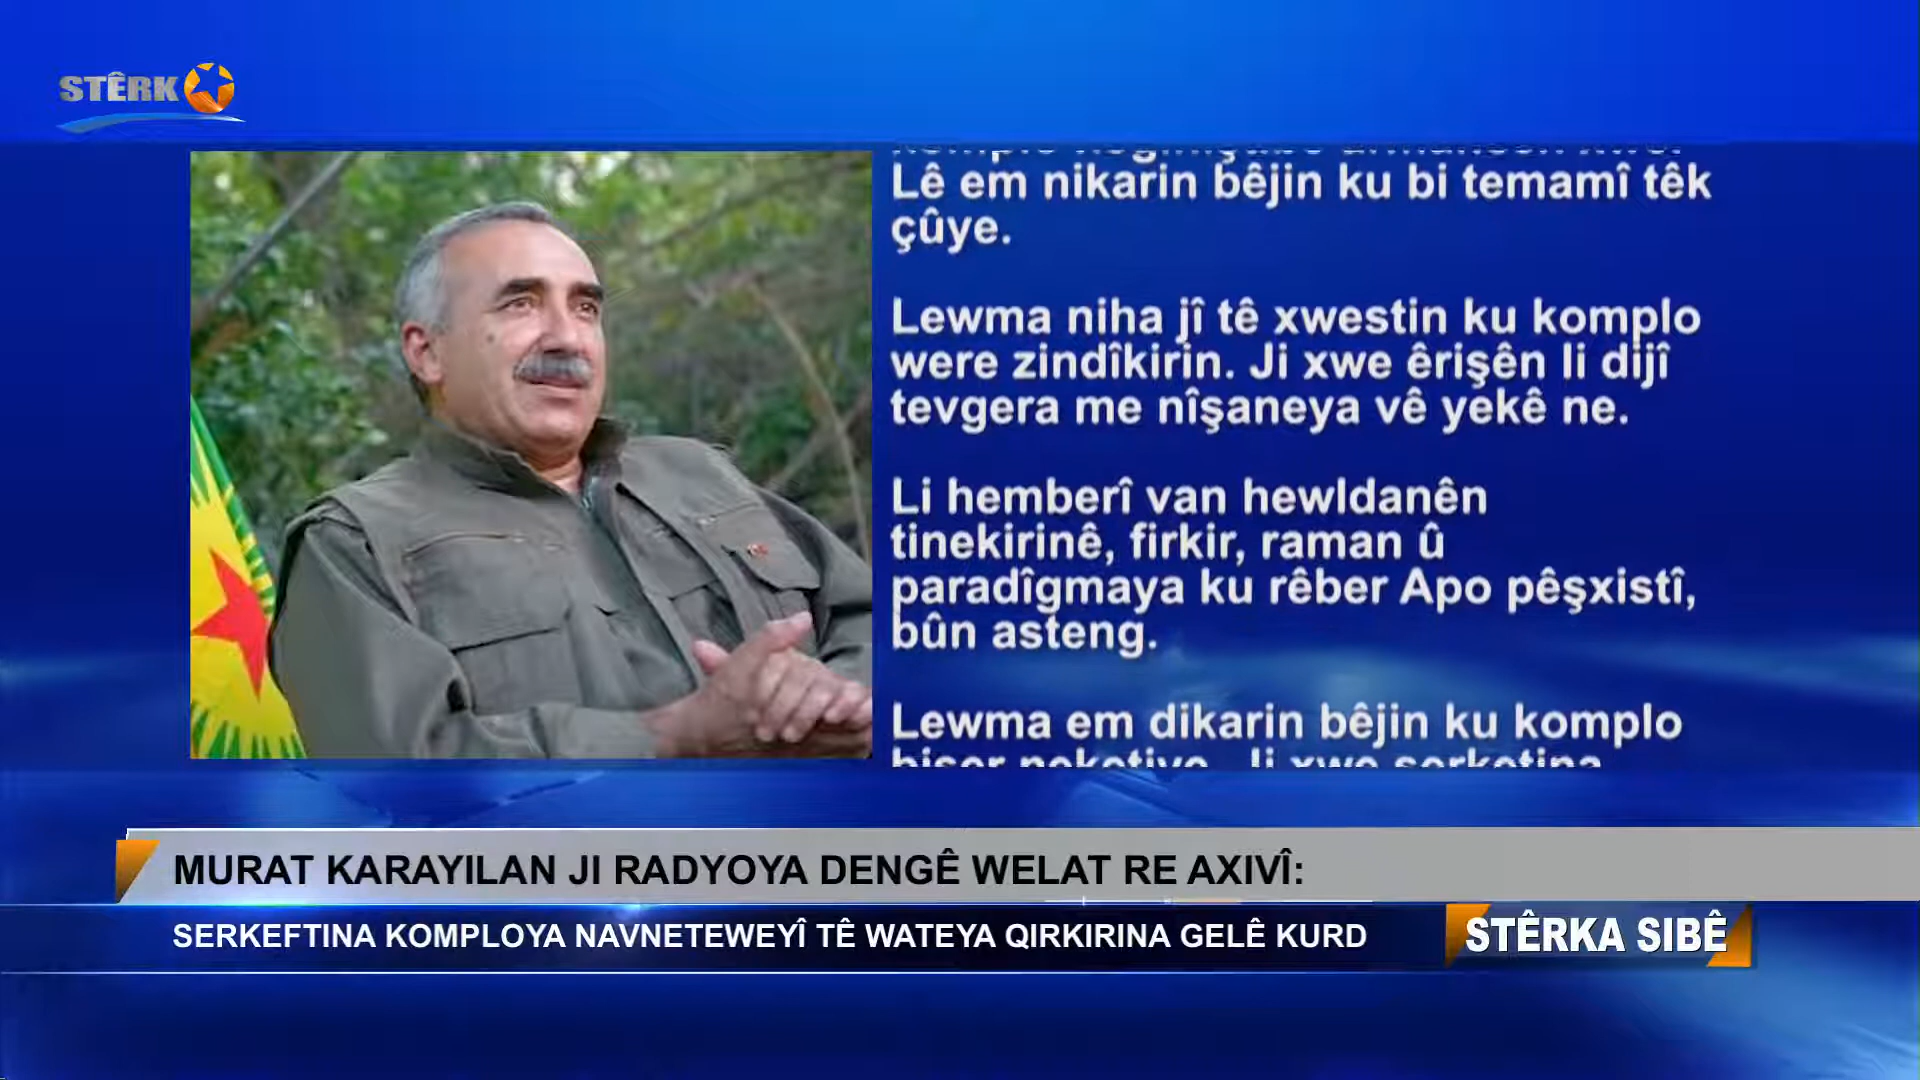 STÊRK
Lê em nikarin bêjin ku bi temamî têk
çûye.
Lewma niha jî tê xwestin ku komplo
were zindîkirin. Ji xwe êrişên li dijî
tevgera me nîşaneya vê yekê ne.
Li hemberî van hewldanên
tinekirinê, firkir, raman û
paradîgmaya ku rêber Apo pêşxistî,
bûn asteng.
Lewma em dikarin bêjin ku komplo
MURAT KARAYILAN JI RADYOYA DENGÊ WELAT RE AXIVÎ:
SERKEFTINA KOMPLOYA NAVNETEWEYÎ TÊ WATEYA QIRKIRINA GELÊ KURD
STÊRKA SIBÊ